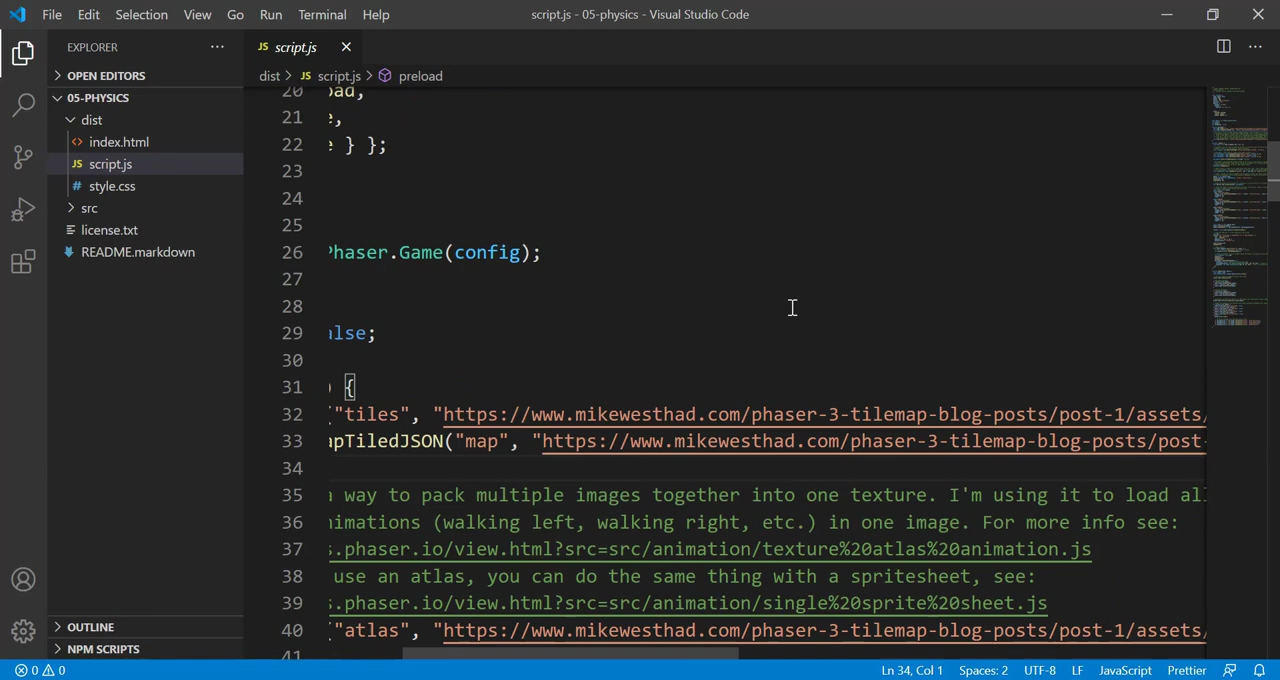 File Edit Selection View Go Run Terminal Help script.js - 05-physics - Visual Studio Code
EXPLORER
JS script.js
OPEN EDITORS
dist JS script.js preload
05-PHYSICS
dist
index.html
JS script.js
# style.css
src
license.txt
README.markdown
20 oad,
21 e,
22 e } };
23
24
25
26 Phaser.Game(config);
27
28
29 alse;
30
31 ) {
32 ("tiles", "https://www.mikewesthad.com/phaser-3-tilemap-blog-posts/post-1/assets/
33 apTiledJSON("map", "https://www.mikewesthad.com/phaser-3-tilemap-blog-posts/post-
34
35 a way to pack multiple images together into one texture. I'm using it to load al
36 nimations (walking left, walking right, etc.) in one image. For more info see:
37 s.phaser.io/view.html?src=src/animation/texture%20atlas%20animation.js
38 use an atlas, you can do the same thing with a spritesheet, see:
39 s.phaser.io/view.html?src=src/animation/single%20sprite%20sheet.js
40 ("atlas", "https://www.mikewesthad.com/phaser-3-tilemap-blog-posts/post-1/assets/
41
OUTLINE
NPM SCRIPTS
0 0 Ln 34, Col 1 Spaces: 2 UTF-8 LF JavaScript Prettier